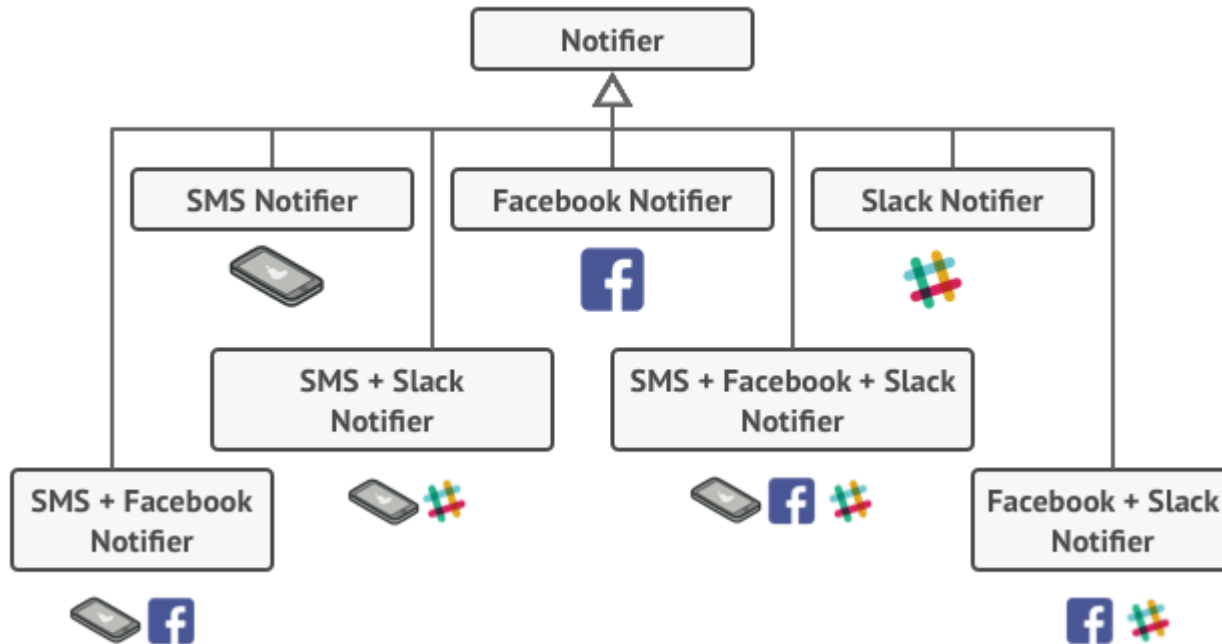 Notifier
SMS Notifier
Facebook Notifier
Slack Notifier
SMS + Slack
Notifier
SMS + Facebook + Slack
Notifier
SMS + Facebook
Notifier
Facebook + Slack
Notifier